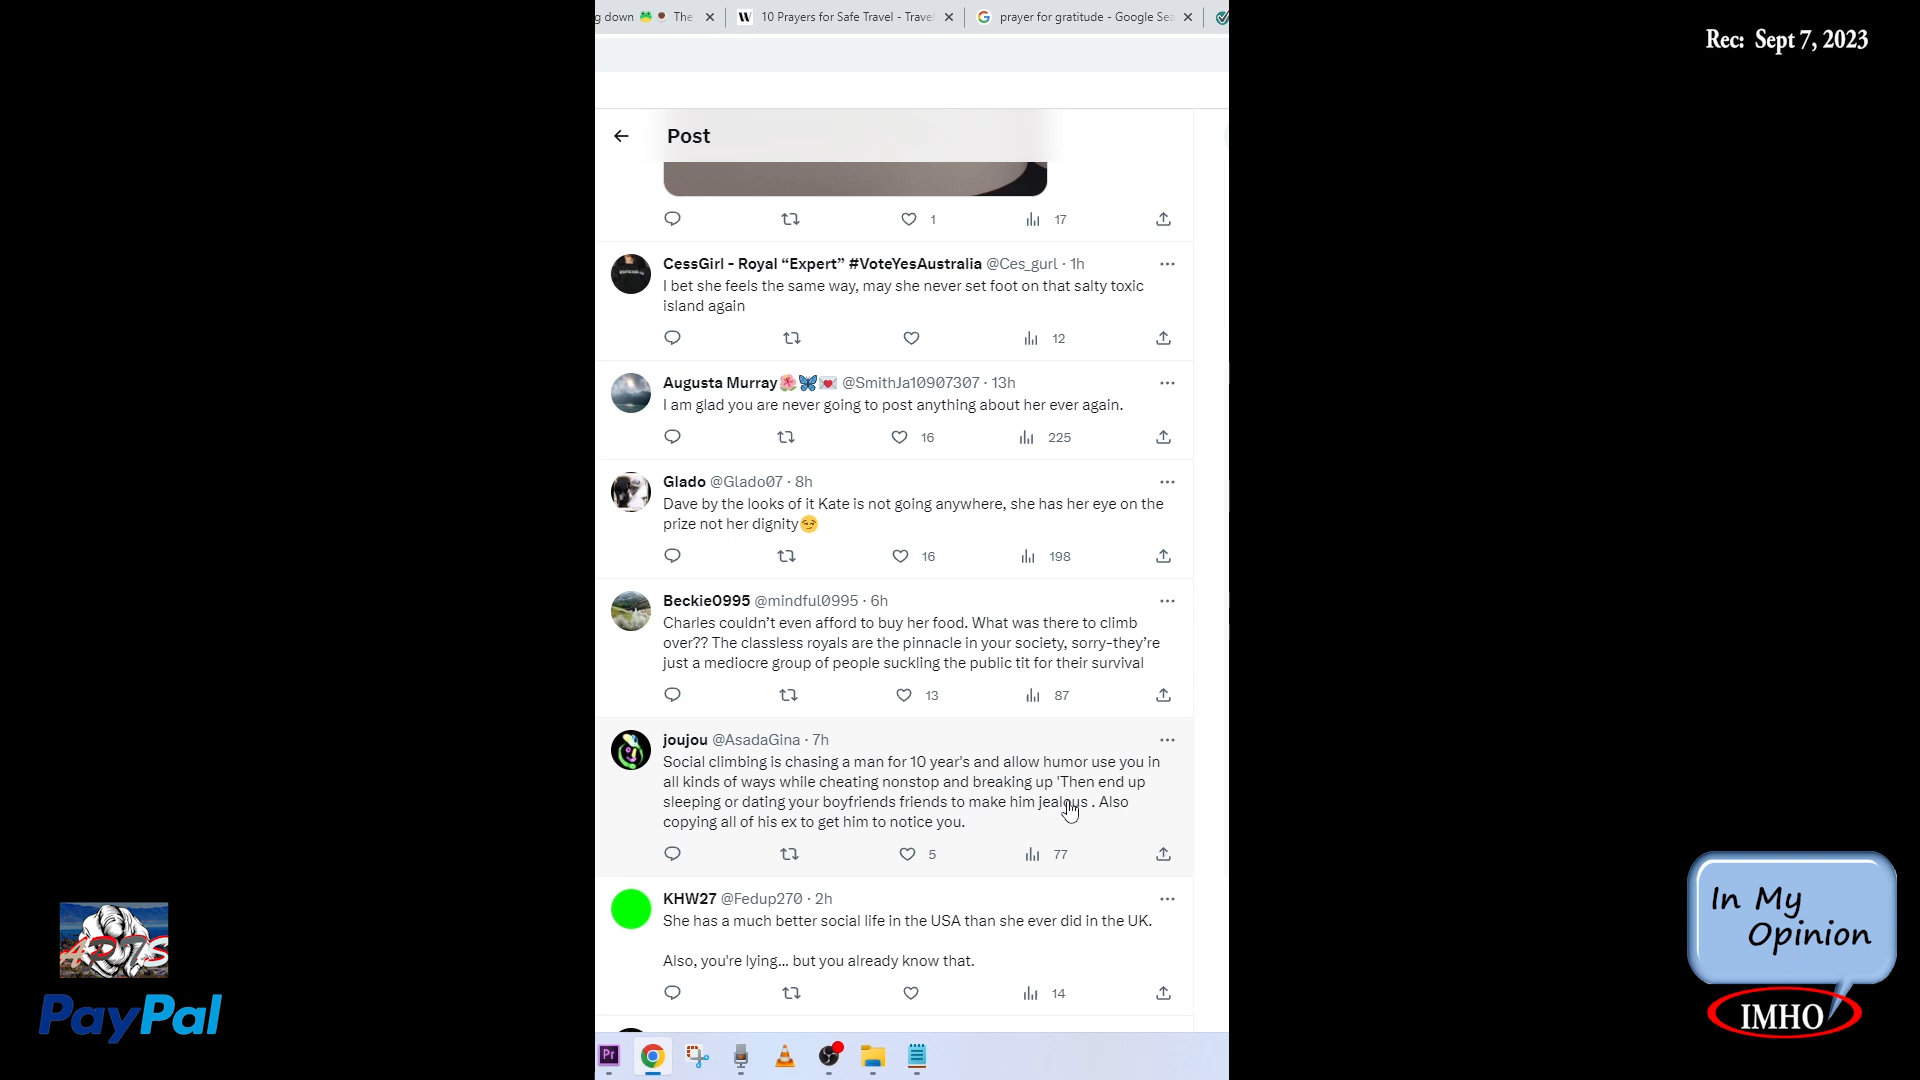 g down 🐸 The
10 Prayers for Safe Travel - Travel
prayer for gratitude - Google Sea
Rec: Sept 7, 2023
Post
1
17
CessGirl - Royal “Expert” #VoteYesAustralia @Ces_gurl · 1h
I bet she feels the same way, may she never set foot on that salty toxic
island again
12
Augusta Murray🌺🦋💌 @SmithJa10907307 · 13h
I am glad you are never going to post anything about her ever again.
16
225
Glado @Glado07 · 8h
Dave by the looks of it Kate is not going anywhere, she has her eye on the
prize not her dignity😏
16
198
Beckie0995 @mindful0995 · 6h
Charles couldn’t even afford to buy her food. What was there to climb
over?? The classless royals are the pinnacle in your society, sorry-they’re
just a mediocre group of people suckling the public tit for their survival
13
87
joujou @AsadaGina · 7h
Social climbing is chasing a man for 10 year's and allow humor use you in
all kinds of ways while cheating nonstop and breaking up 'Then end up
sleeping or dating your boyfriends friends to make him jealous . Also
copying all of his ex to get him to notice you.
5
77
KHW27 @Fedup270 · 2h
She has a much better social life in the USA than she ever did in the UK.
Also, you're lying... but you already know that.
14
PayPal
In My
Opinion
IMHO
Pr